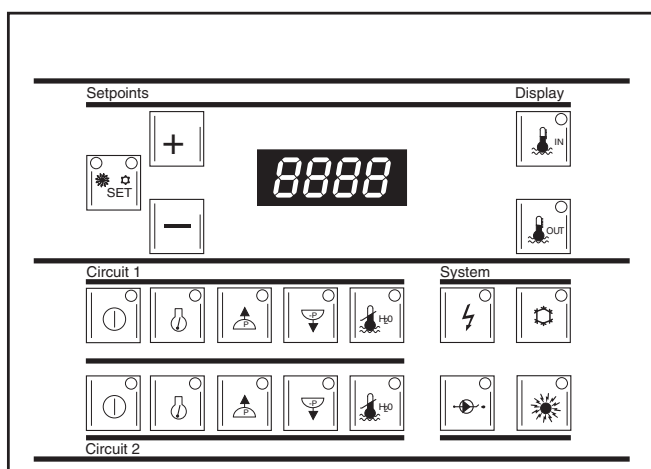 Setpoints Display
+
IN
SET
8888
—
OUT
Circuit 1 System
P -P H2O
P -P H2O
Circuit 2